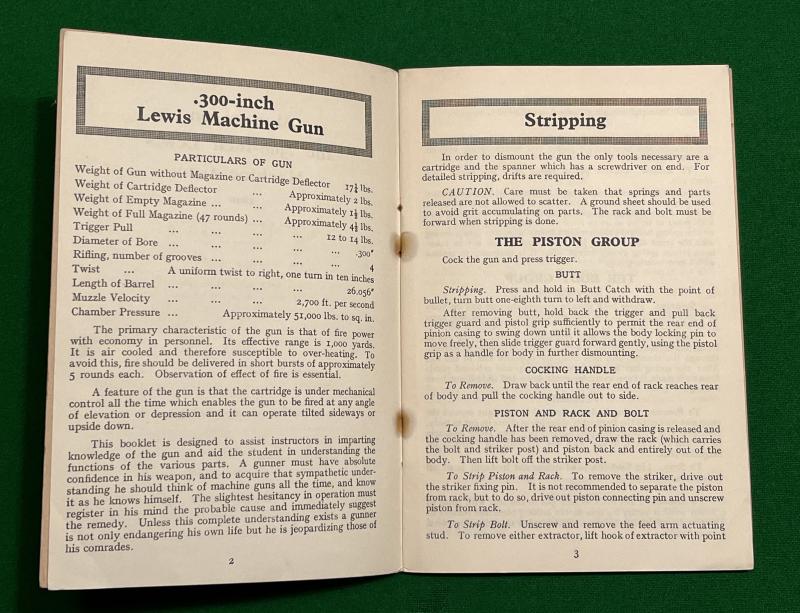 .300-inch
Lewis Machine Gun
PARTICULARS OF GUN
Weight of Gun without Magazine or Cartridge Deflector 17¼ lbs.
Weight of Cartridge Deflector ... Approximately 2 lbs.
Weight of Empty Magazine ... ... Approximately 1½ lbs.
Weight of Full Magazine (47 rounds) ... Approximately 4½ lbs.
Trigger Pull ... ... ... ... 12 to 14 lbs.
Diameter of Bore ... ... ... ... ... .300"
Rifling, number of grooves ... ... ... ... 4
Twist ... A uniform twist to right, one turn in ten inches
Length of Barrel ... ... ... ... 26.056"
Muzzle Velocity ... ... ... 2,700 ft. per second
Chamber Pressure ... ... Approximately 51,000 lbs. to sq. in.
The primary characteristic of the gun is that of fire power
with economy in personnel. Its effective range is 1,000 yards.
It is air cooled and therefore susceptible to over-heating. To
avoid this, fire should be delivered in short bursts of approximately
5 rounds each. Observation of effect of fire is essential.
A feature of the gun is that the cartridge is under mechanical
control all the time which enables the gun to be fired at any angle
of elevation or depression and it can operate tilted sideways or
upside down.
This booklet is designed to assist instructors in imparting
knowledge of the gun and aid the student in understanding the
functions of the various parts. A gunner must have absolute
confidence in his weapon, and to acquire that sympathetic under-
standing he should think of machine guns all the time, and know
it as he knows himself. The slightest hesitancy in operation must
register in his mind the probable cause and immediately suggest
the remedy. Unless this complete understanding exists a gunner
is not only endangering his own life but he is jeopardizing those of
his comrades.
2
Stripping
In order to dismount the gun the only tools necessary are a
cartridge and the spanner which has a screwdriver on end. For
detailed stripping, drifts are required.
CAUTION. Care must be taken that springs and parts
released are not allowed to scatter. A ground sheet should be used
to avoid grit accumulating on parts. The rack and bolt must be
forward when stripping is done.
THE PISTON GROUP
Cock the gun and press trigger.
BUTT
Stripping. Press and hold in Butt Catch with the point of
bullet, turn butt one-eighth turn to left and withdraw.
After removing butt, hold back the trigger and pull back
trigger guard and pistol grip sufficiently to permit the rear end of
pinion casing to swing down until it allows the body locking pin to
move freely, then slide trigger guard forward gently, using the pistol
grip as a handle for body in further dismounting.
COCKING HANDLE
To Remove. Draw back until the rear end of rack reaches rear
of body and pull the cocking handle out to side.
PISTON AND RACK AND BOLT
To Remove. After the rear end of pinion casing is released and
the cocking handle has been removed, draw the rack (which carries
the bolt and striker post) and piston back and entirely out of the
body. Then lift bolt off the striker post.
To Strip Piston and Rack. To remove the striker, drive out
the striker fixing pin. It is not recommended to separate the piston
from rack, but to do so, drive out piston connecting pin and unscrew
piston from rack.
To Strip Bolt. Unscrew and remove the feed arm actuating
stud. To remove either extractor, lift hook of extractor with point
3